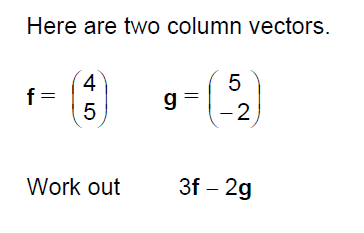 Here are two column vectors.
f = (4 5) g = (5 – 2)
Work out 3f – 2g